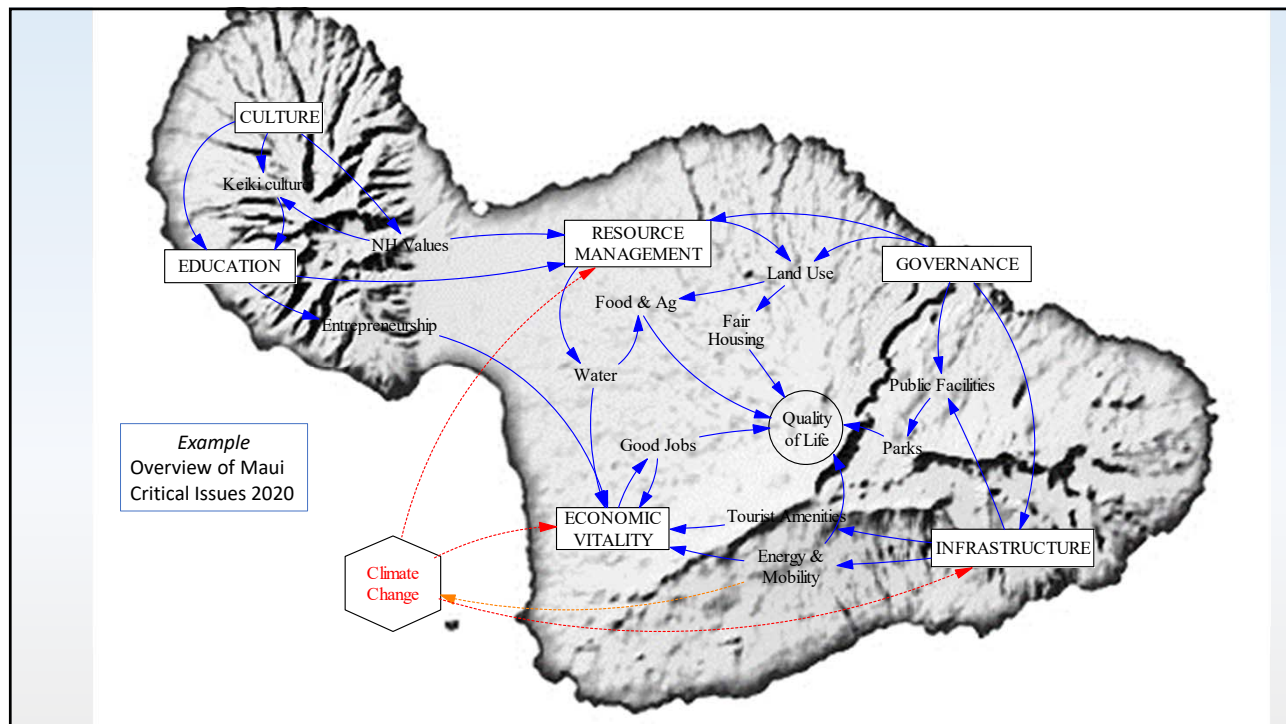 CULTURE
Keiki culture
NH Values
EDUCATION
Entrepreneurship
RESOURCE
MANAGEMENT
GOVERNANCE
Land Use
Food & Ag
Fair
Housing
Water
Public Facilities
Quality
of Life
Good Jobs
Parks
Example
Overview of Maui
Critical Issues 2020
ECONOMIC
VITALITY
Tourist Amenities
INFRASTRUCTURE
Energy &
Mobility
Climate
Change